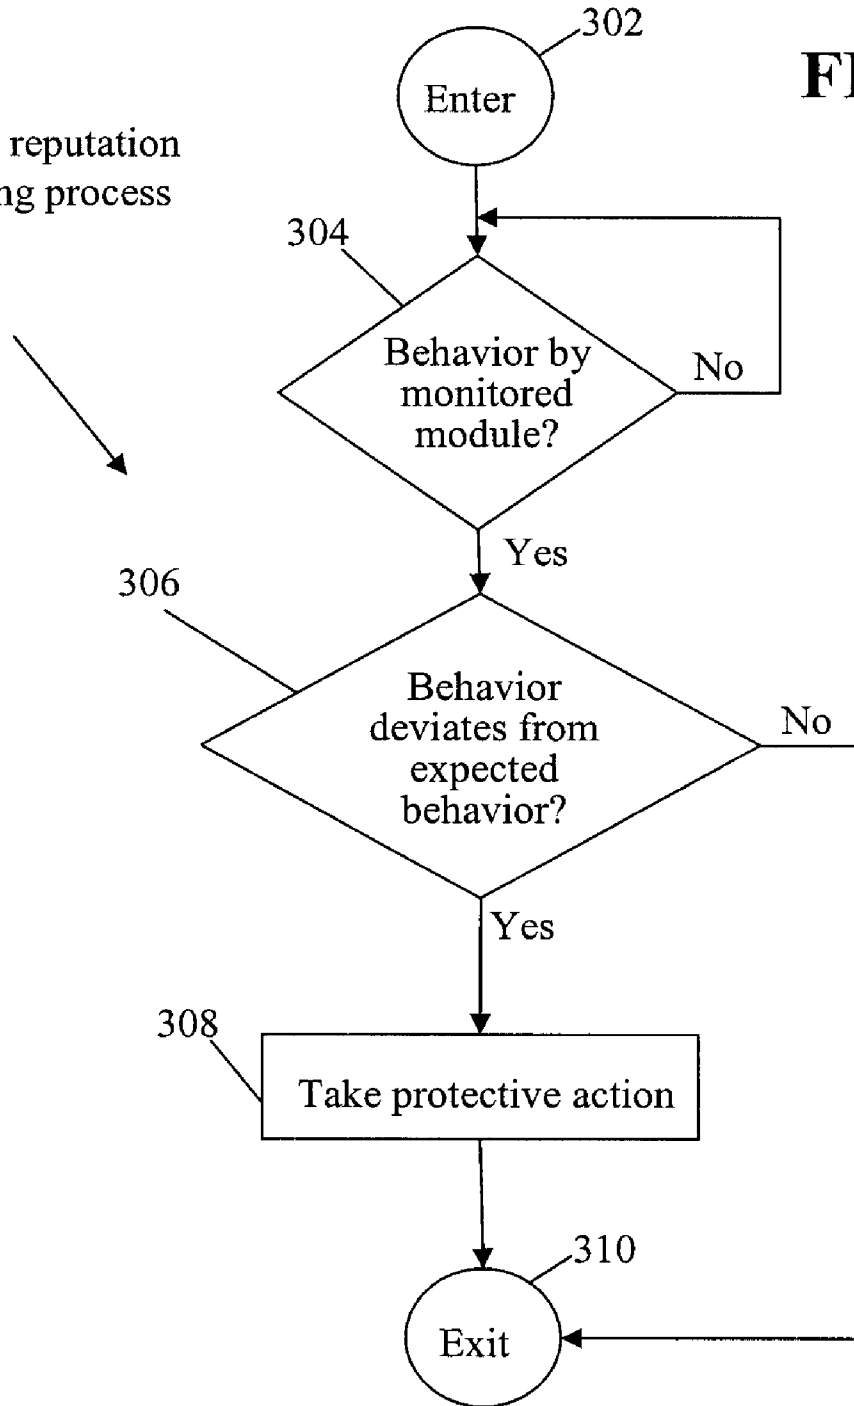 302
Enter
reputation
process
304
Behavior by
monitored
module?
No
Yes
306
Behavior
deviates from
expected
behavior?
No
Yes
308
Take protective action
310
Exit